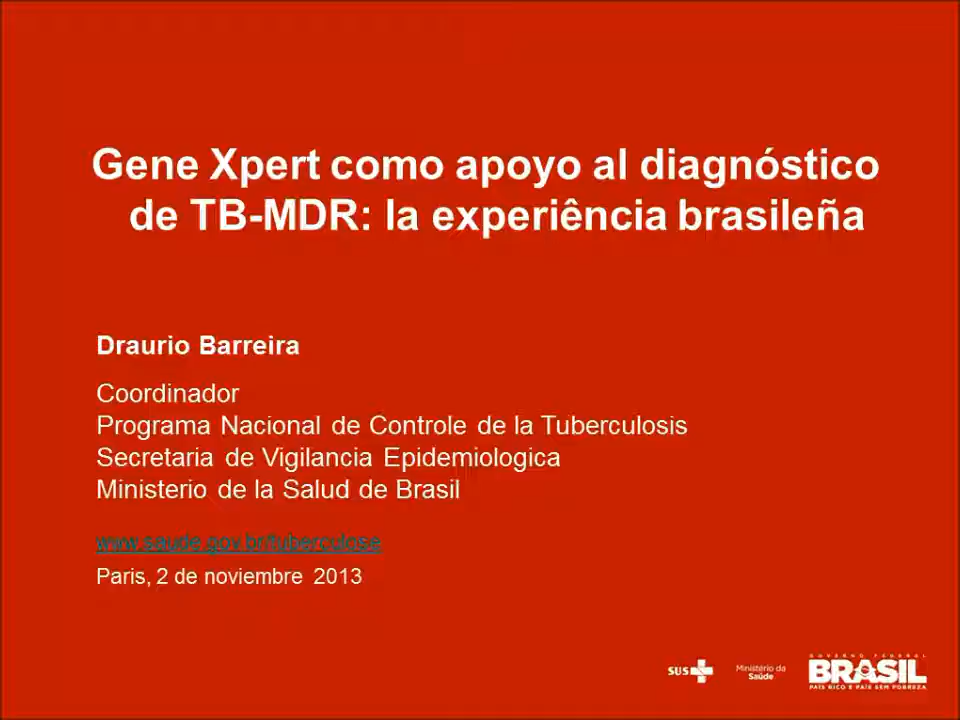 Gene Xpert como apoyo al diagnóstico
de TB-MDR: la experiência brasileña
Draurio Barreira
Coordinador
Programa Nacional de Controle de la Tuberculosis
Secretaria de Vigilancia Epidemiologica
Ministerio de la Salud de Brasil
www.saude.gov.br/tuberculose
Paris, 2 de noviembre 2013
SUS
Ministério da
Saúde
GOVERNO FEDERAL
BRASIL
PAÍS RICO É PAÍS SEM POBREZA